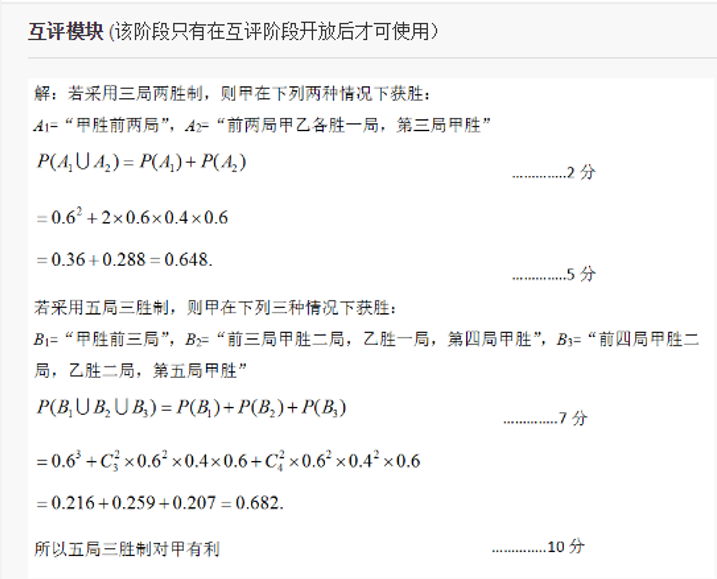 互评模块 (该阶段只有在互评阶段开放后才可使用)
解：若采用三局两胜制，则甲在下列两种情况下获胜：
A₁=“甲胜前两局”，A₂=“前两局甲乙各胜一局，第三局甲胜”
P(A₁∪A₂) = P(A₁) + P(A₂)
..............2 分
= 0.6² + 2×0.6×0.4×0.6
= 0.36 + 0.288 = 0.648.
..............5 分
若采用五局三胜制，则甲在下列三种情况下获胜：
B₁=“甲胜前三局”，B₂=“前三局甲胜二局，乙胜一局，第四局甲胜”，B₃=“前四局甲胜二
局，乙胜二局，第五局甲胜”
P(B₁∪B₂∪B₃) = P(B₁) + P(B₂) + P(B₃)
..............7 分
= 0.6³ + C₃²×0.6²×0.4×0.6 + C₄²×0.6²×0.4²×0.6
= 0.216 + 0.259 + 0.207 = 0.682.
所以五局三胜制对甲有利
..............10 分